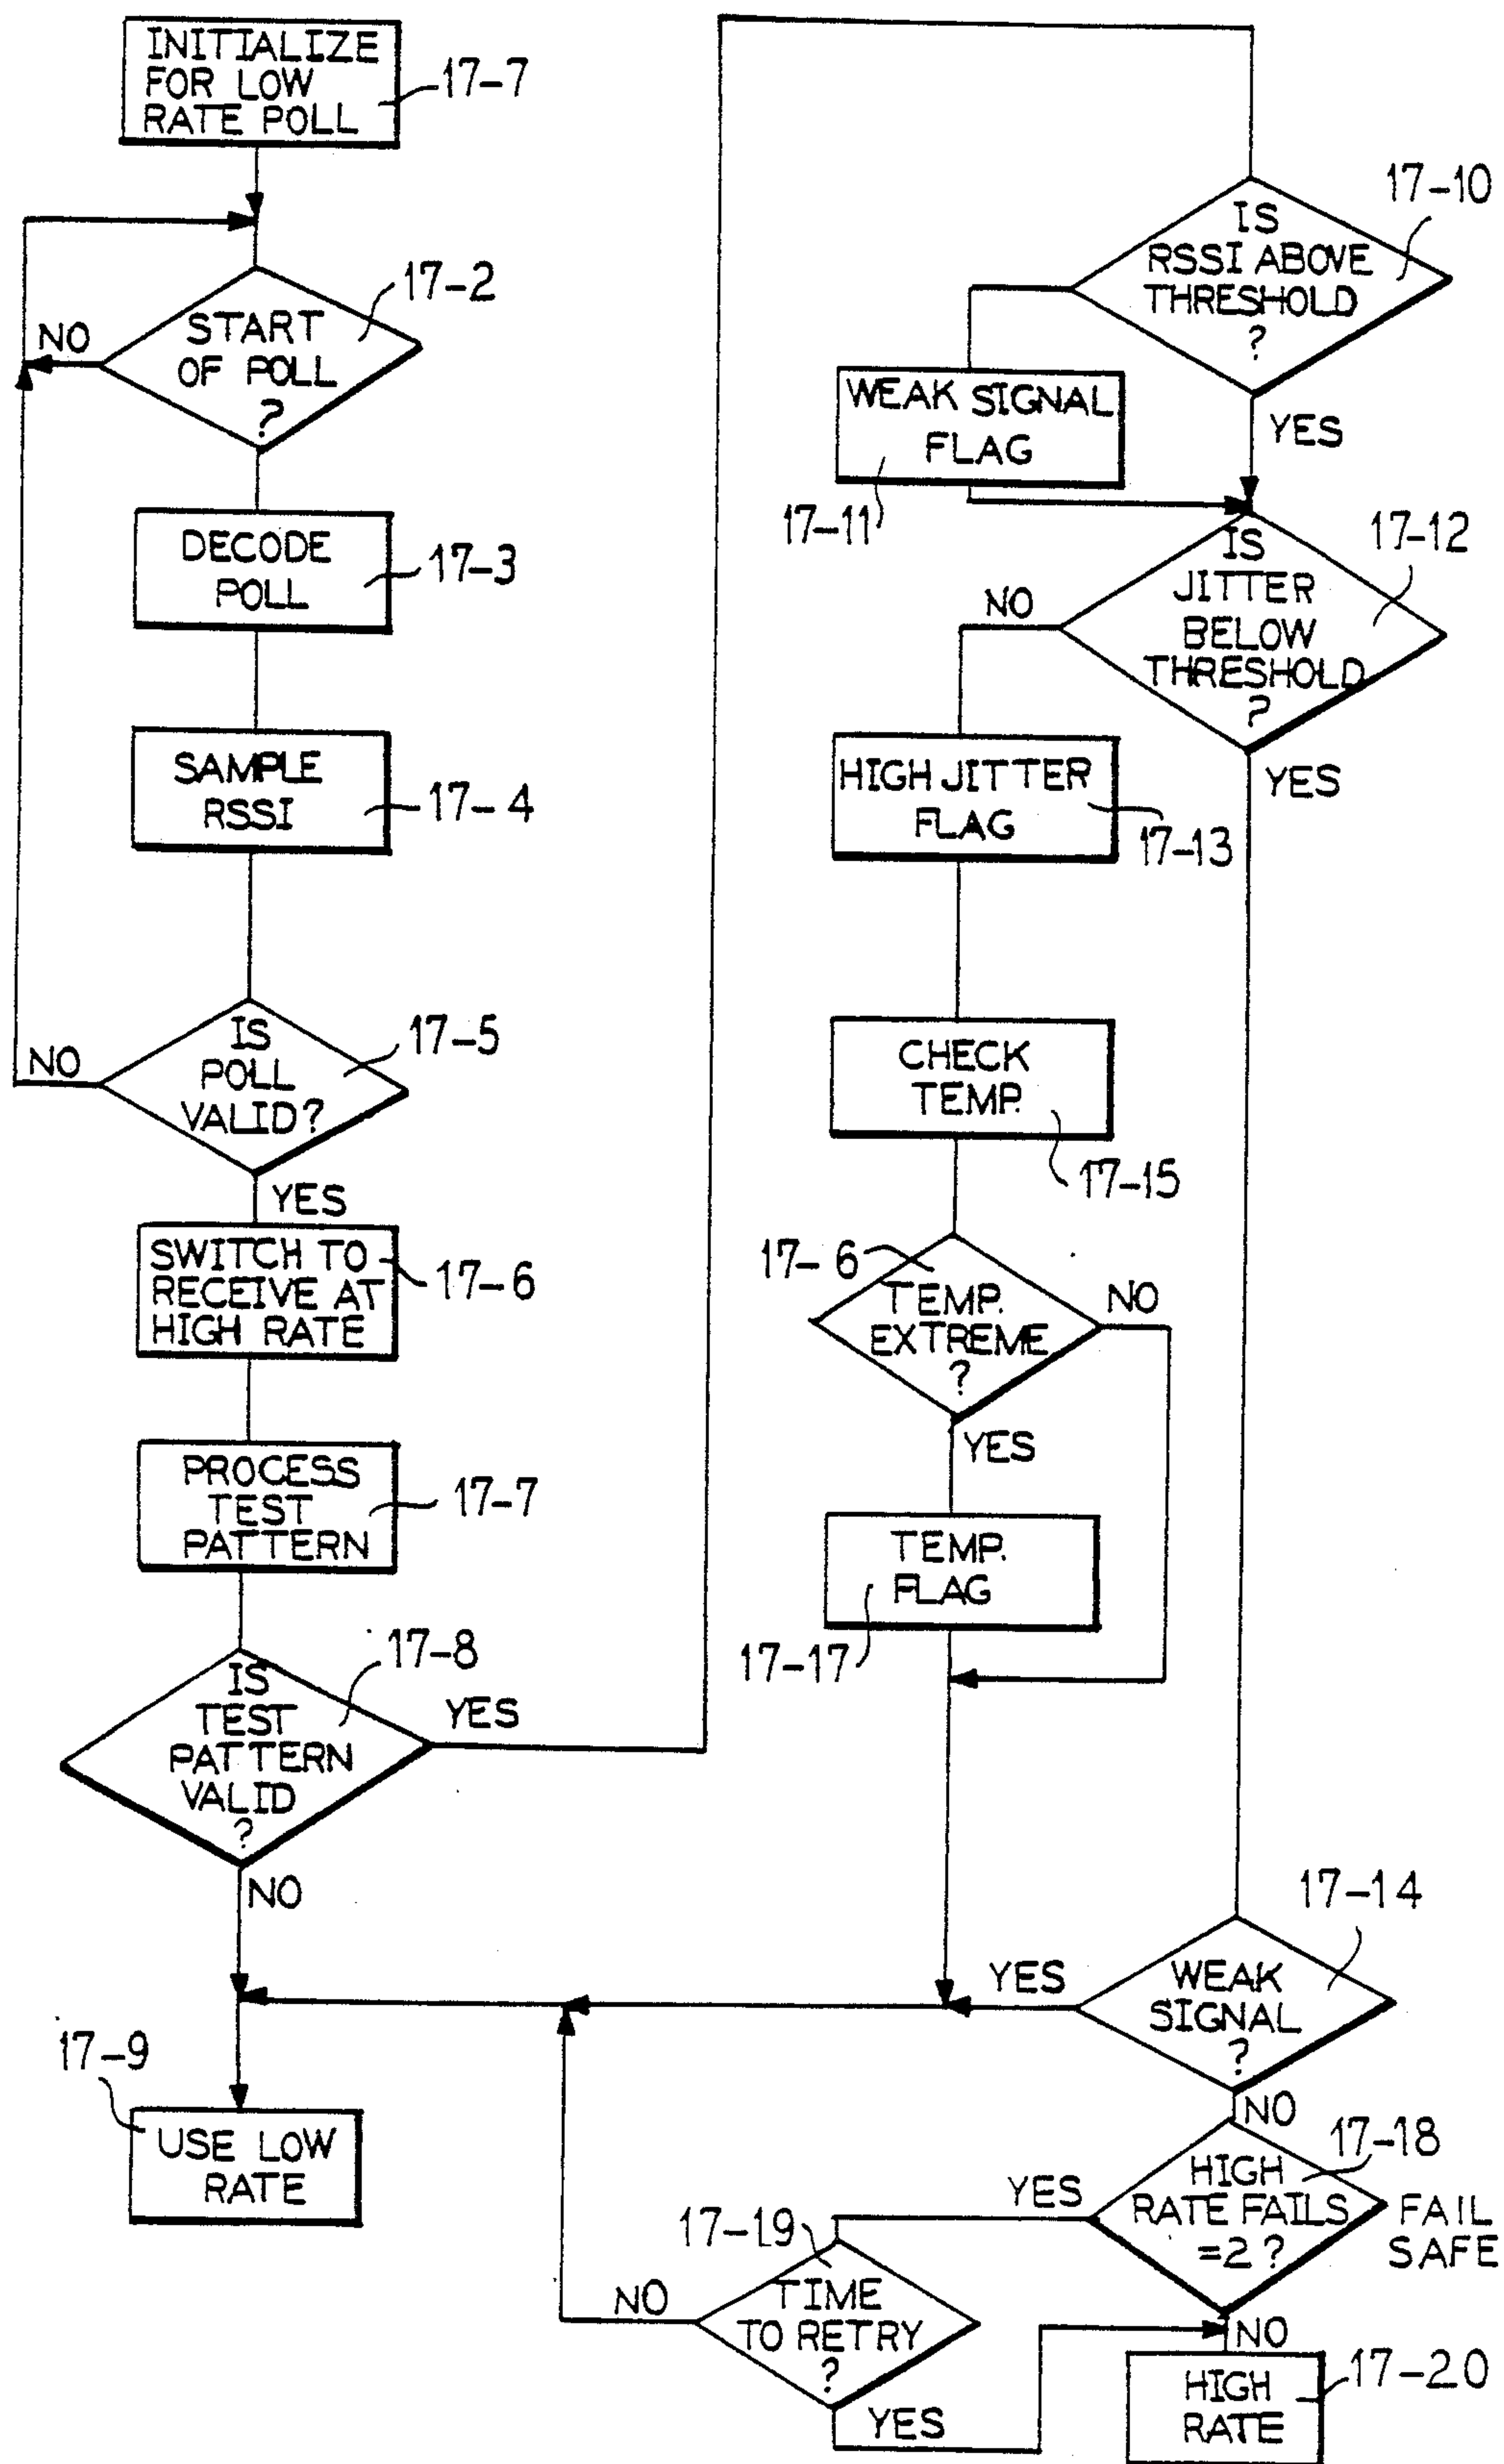 INITIALIZE
FOR LOW
RATE POLL
17-7
START
OF POLL
?
17-2
NO
DECODE
POLL
17-3
SAMPLE
RSSI
17-4
IS
POLL
VALID?
17-5
NO
YES
SWITCH TO
RECEIVE AT
HIGH RATE
17-6
PROCESS
TEST
PATTERN
17-7
IS
TEST
PATTERN
VALID
?
17-8
YES
NO
17-9
USE LOW
RATE
IS
RSSI ABOVE
THRESHOLD
?
17-10
YES
WEAK SIGNAL
FLAG
17-11
IS
JITTER
BELOW
THRESHOLD
?
17-12
NO
YES
HIGH JITTER
FLAG
17-13
CHECK
TEMP.
17-15
17-6
TEMP.
EXTREME
?
NO
YES
TEMP.
FLAG
17-17
17-14
WEAK
SIGNAL
?
YES
NO
17-18
HIGH
RATE FAILS
=2 ?
FAIL
SAFE
YES
NO
17-19
TIME
TO RETRY
?
NO
YES
HIGH
RATE
17-20